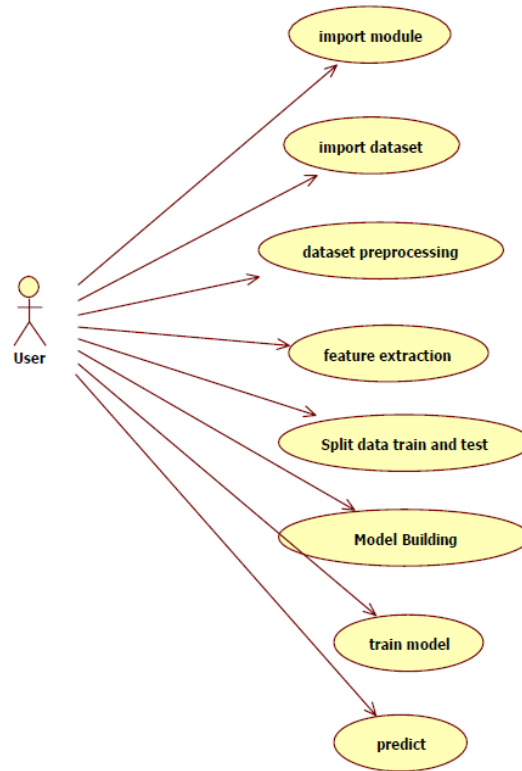 import module
import dataset
dataset preprocessing
User
feature extraction
Split data train and test
Model Building
train model
predict